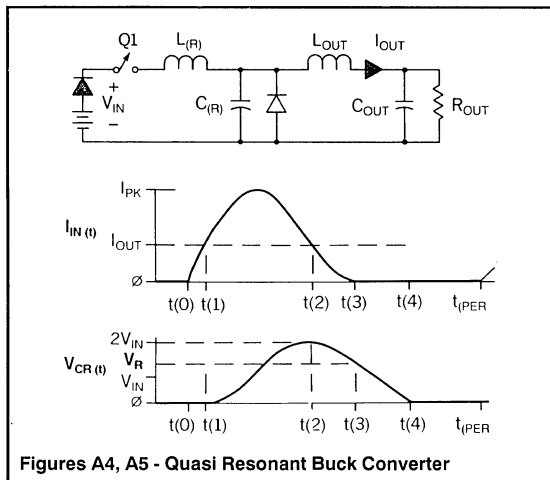 Q1 L(R) LOUT IOUT
+
VIN
−
C(R) COUT ROUT
IPK
IIN (t)
IOUT
Ø
t(0) t(1) t(2) t(3) t(4) t(PER
2VIN
VR
VCR (t)
VIN
Ø
t(0) t(1) t(2) t(3) t(4) t(PER
Figures A4, A5 - Quasi Resonant Buck Converter